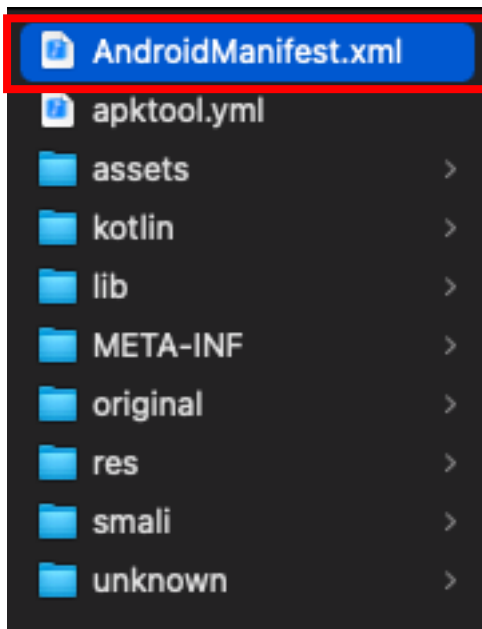 AndroidManifest.xml
apktool.yml
assets
kotlin
lib
META-INF
original
res
smali
unknown